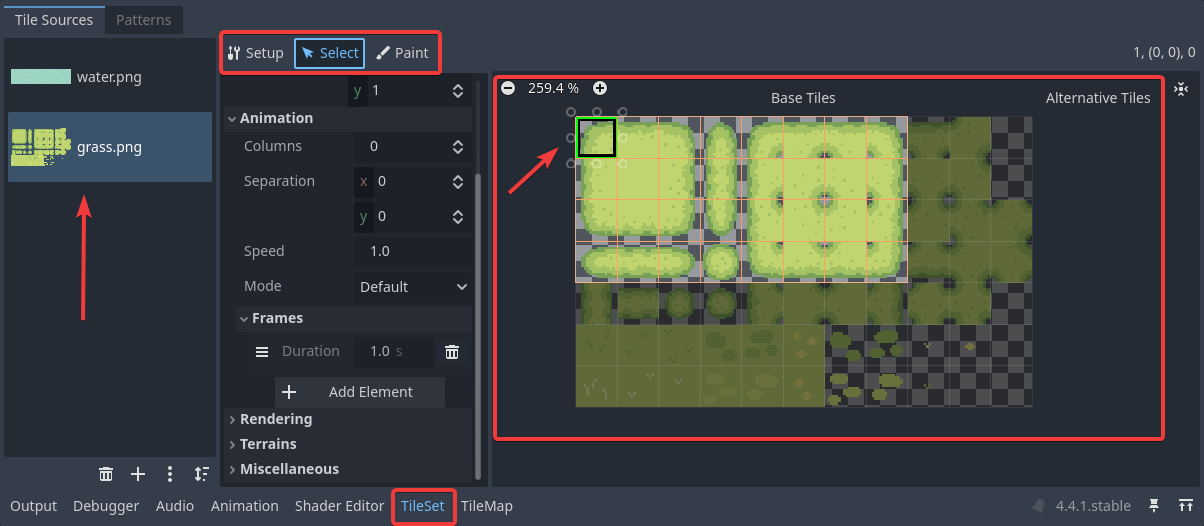 Tile Sources Patterns
water.png
grass.png
Setup Select Paint
1, (0, 0), 0
y 1
Animation
Columns 0
Separation x 0
y 0
Speed 1.0
Mode Default
Frames
Duration 1.0 s
Add Element
Rendering
Terrains
Miscellaneous
259.4 %
Base Tiles
Alternative Tiles
Output Debugger Audio Animation Shader Editor TileSet TileMap
4.4.1.stable